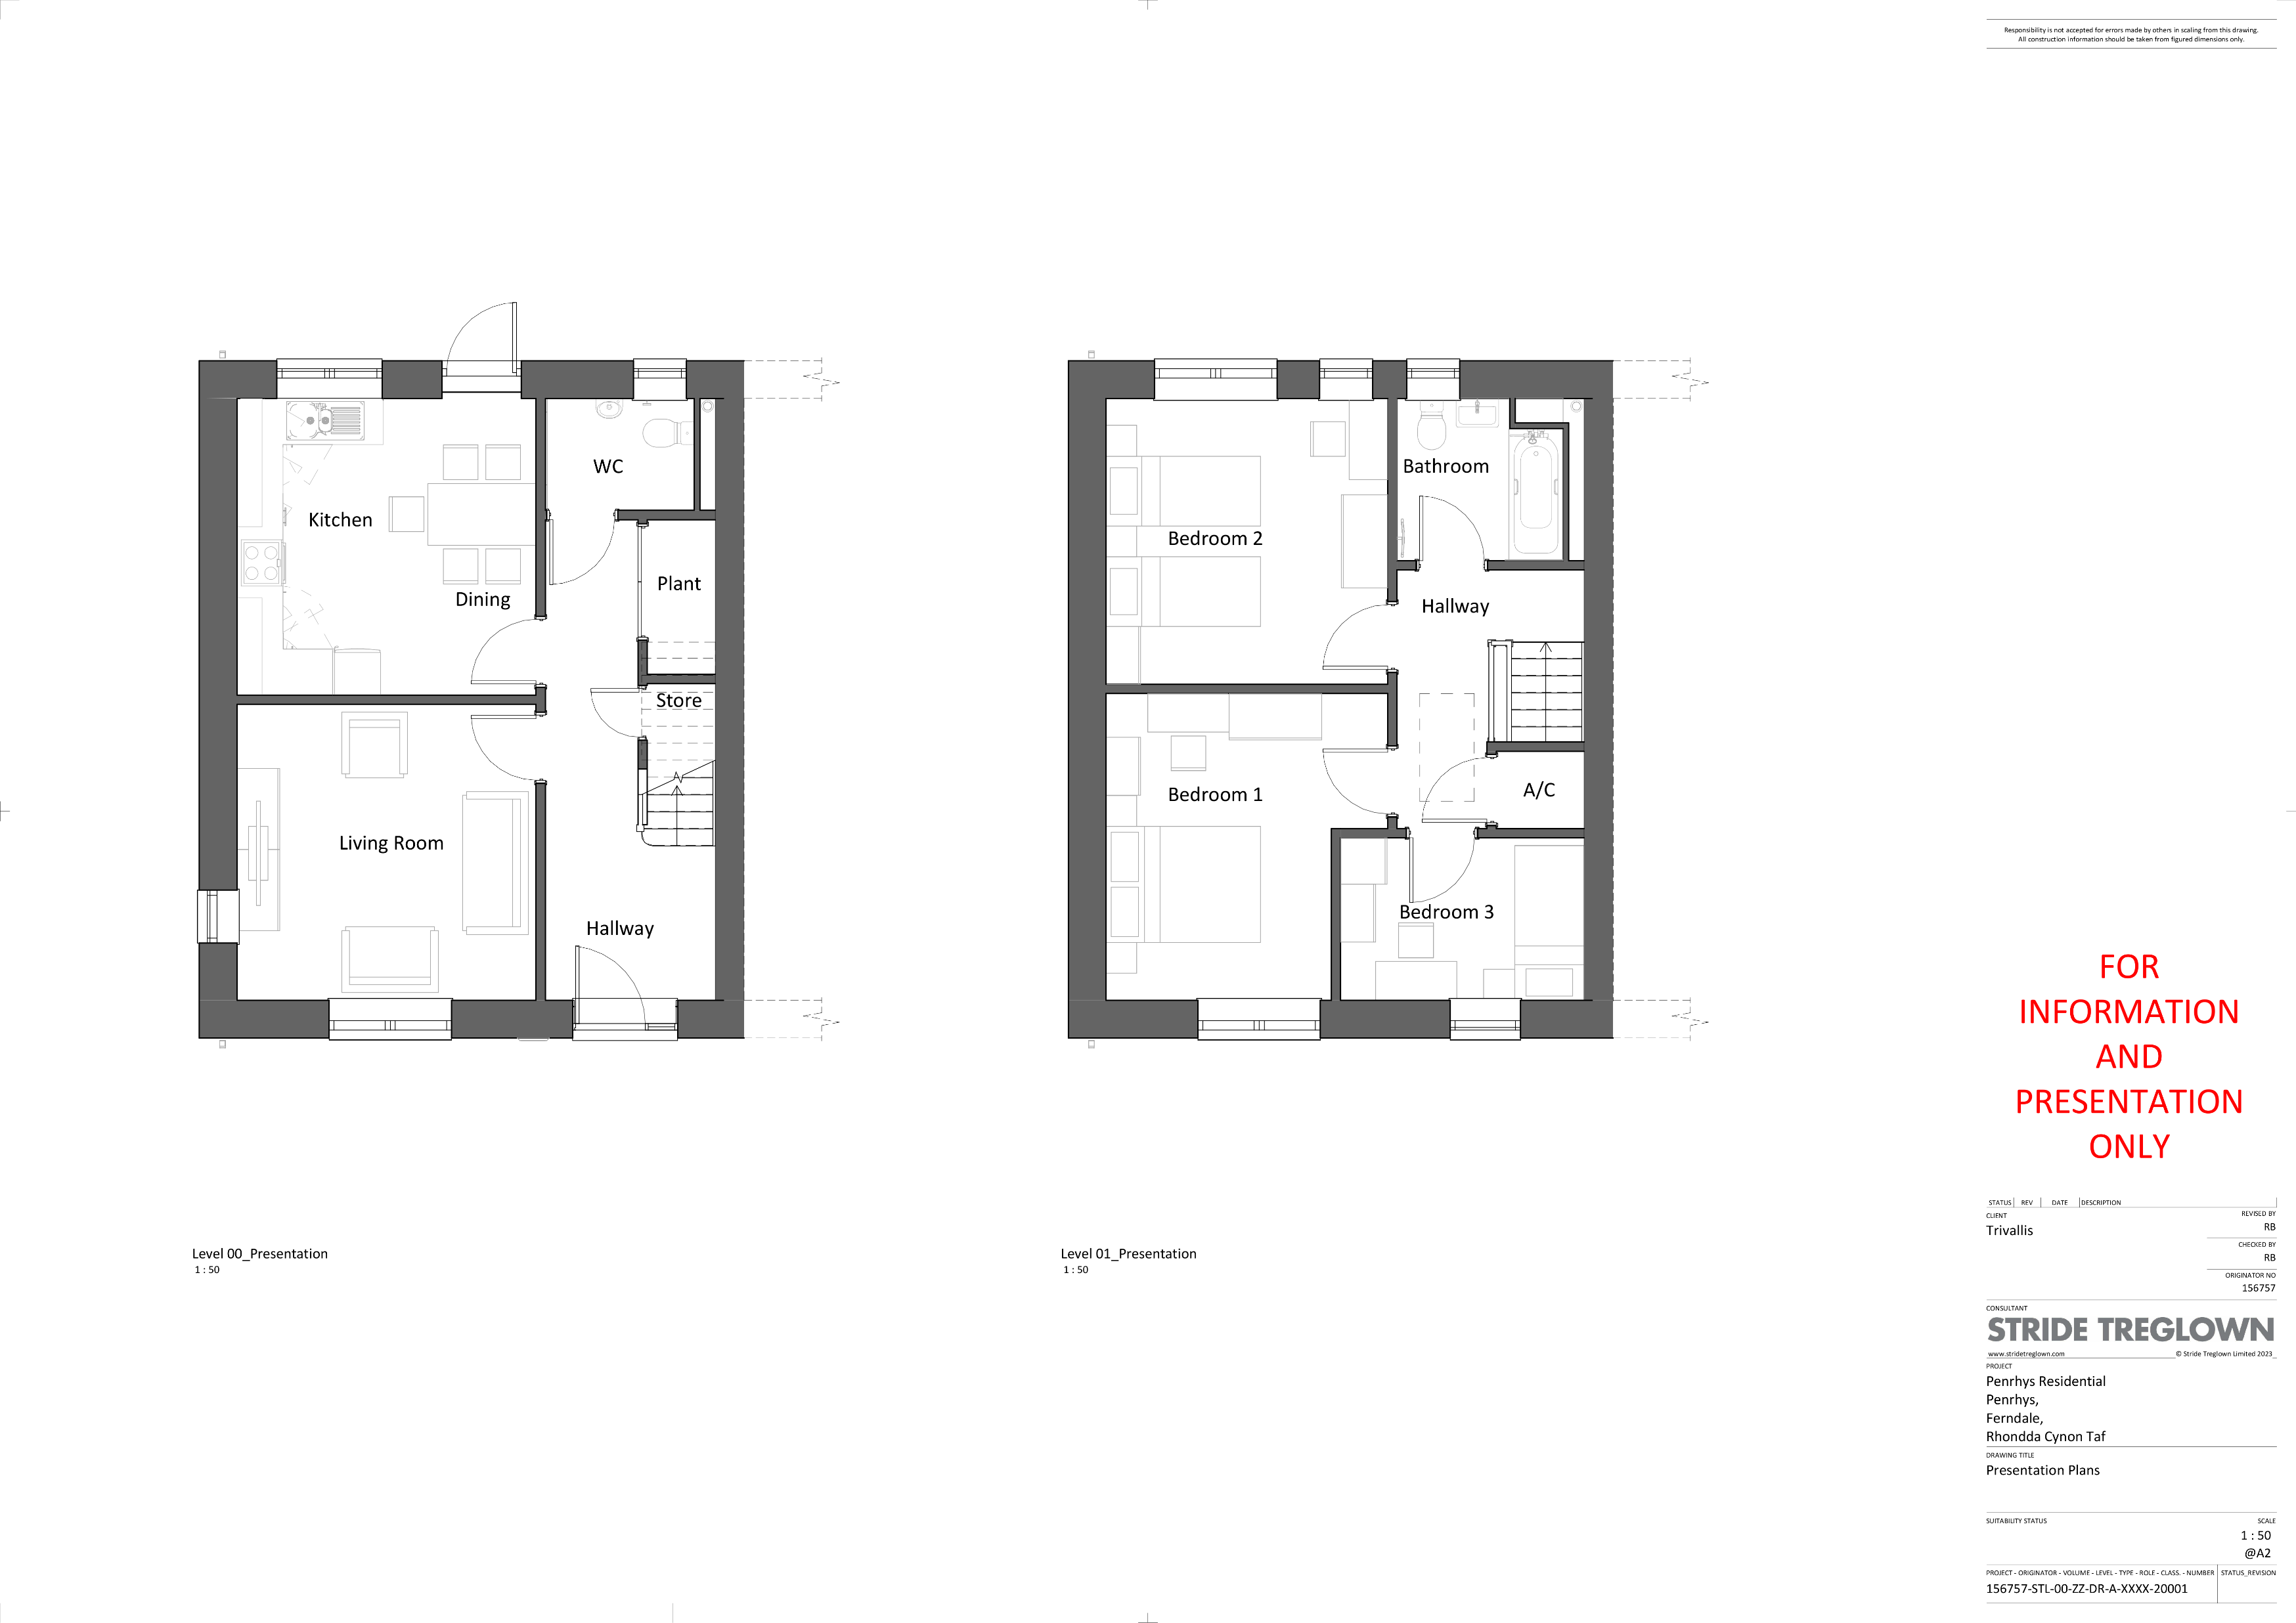 Responsibility is not accepted for errors made by others in scaling from this drawing.
All construction information should be taken from figured dimensions only.
WC
Kitchen
Plant
Dining
Store
Living Room
Hallway
Level 00_Presentation
1 : 50
Bathroom
Bedroom 2
Hallway
A/C
Bedroom 1
Bedroom 3
Level 01_Presentation
1 : 50
FOR
INFORMATION
AND
PRESENTATION
ONLY
STATUS REV DATE DESCRIPTION
CLIENT
Trivallis
REVISED BY
RB
CHECKED BY
RB
ORIGINATOR NO
156757
CONSULTANT
STRIDE TREGLOWN
www.stridetreglown.com © Stride Treglown Limited 2023
PROJECT
Penrhys Residential
Penrhys,
Ferndale,
Rhondda Cynon Taf
DRAWING TITLE
Presentation Plans
SUITABILITY STATUS SCALE
1 : 50
@A2
PROJECT - ORIGINATOR - VOLUME - LEVEL - TYPE - ROLE - CLASS. - NUMBER STATUS_REVISION
156757-STL-00-ZZ-DR-A-XXXX-20001